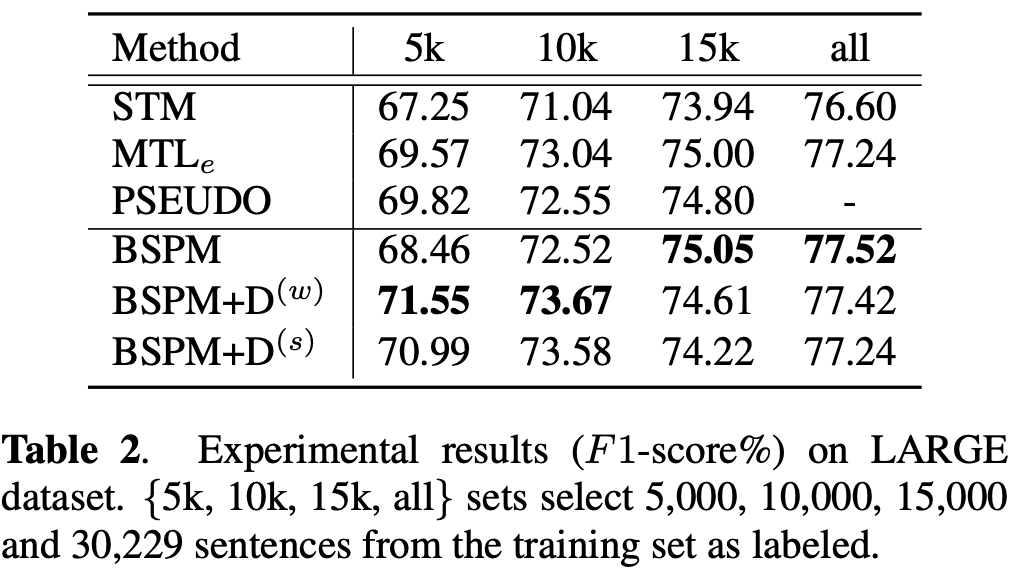 Method 5k 10k 15k all
STM 67.25 71.04 73.94 76.60
MTLₑ 69.57 73.04 75.00 77.24
PSEUDO 69.82 72.55 74.80 -
BSPM 68.46 72.52 75.05 77.52
BSPM+D⁽ʷ⁾ 71.55 73.67 74.61 77.42
BSPM+D⁽ˢ⁾ 70.99 73.58 74.22 77.24
Table 2. Experimental results (F1-score%) on LARGE
dataset. {5k, 10k, 15k, all} sets select 5,000, 10,000, 15,000
and 30,229 sentences from the training set as labeled.